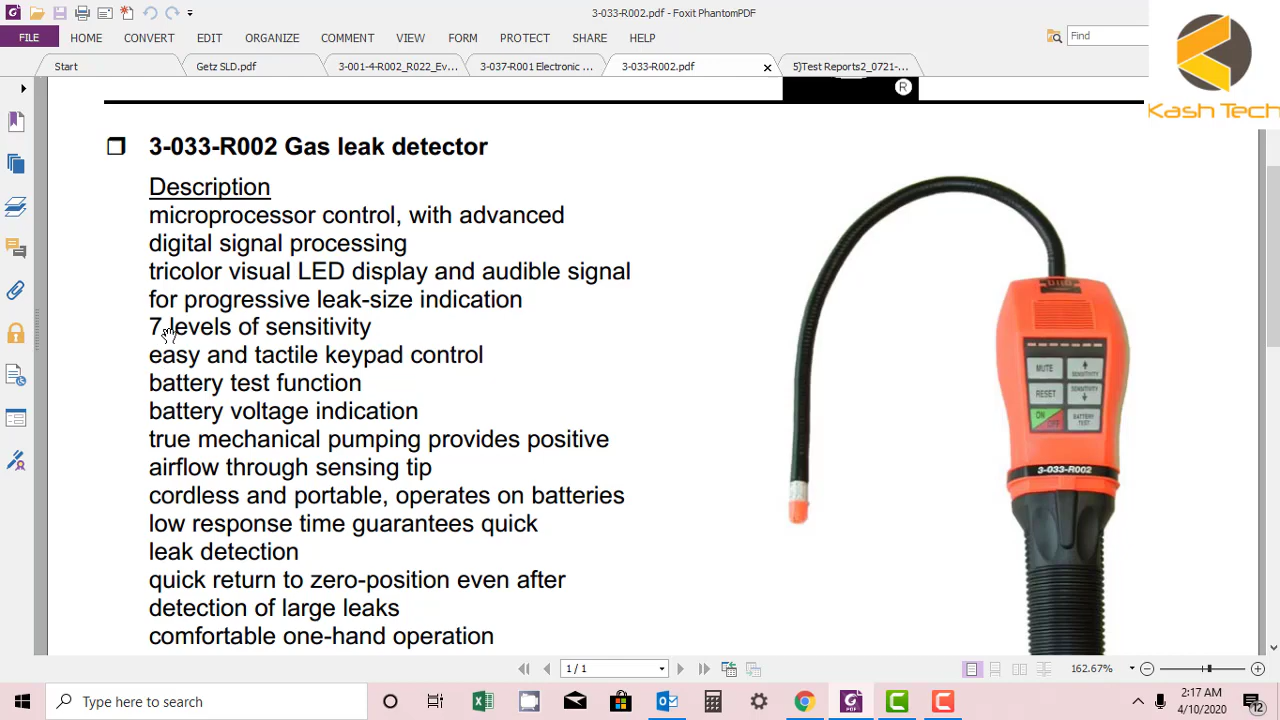 3-033-R002.pdf - Foxit PhantomPDF
FILE HOME CONVERT EDIT ORGANIZE COMMENT VIEW FORM PROTECT SHARE HELP Find
Start Getz SLD.pdf 3-001-4-R002_R022_Ev... 3-037-R001 Electronic ... 3-033-R002.pdf 5)Test Reports2_0721-...
Kash Tech
R
3-033-R002 Gas leak detector
Description
microprocessor control, with advanced
digital signal processing
tricolor visual LED display and audible signal
for progressive leak-size indication
7 levels of sensitivity
easy and tactile keypad control
battery test function
battery voltage indication
true mechanical pumping provides positive
airflow through sensing tip
cordless and portable, operates on batteries
low response time guarantees quick
leak detection
quick return to zero-position even after
detection of large leaks
comfortable one-hand operation
DILO
MUTE SENSITIVITY
RESET SENSITIVITY
ON OFF BATTERY TEST
3-033-R002
1 / 1 162.67%
Type here to search
2:17 AM
4/10/2020
12